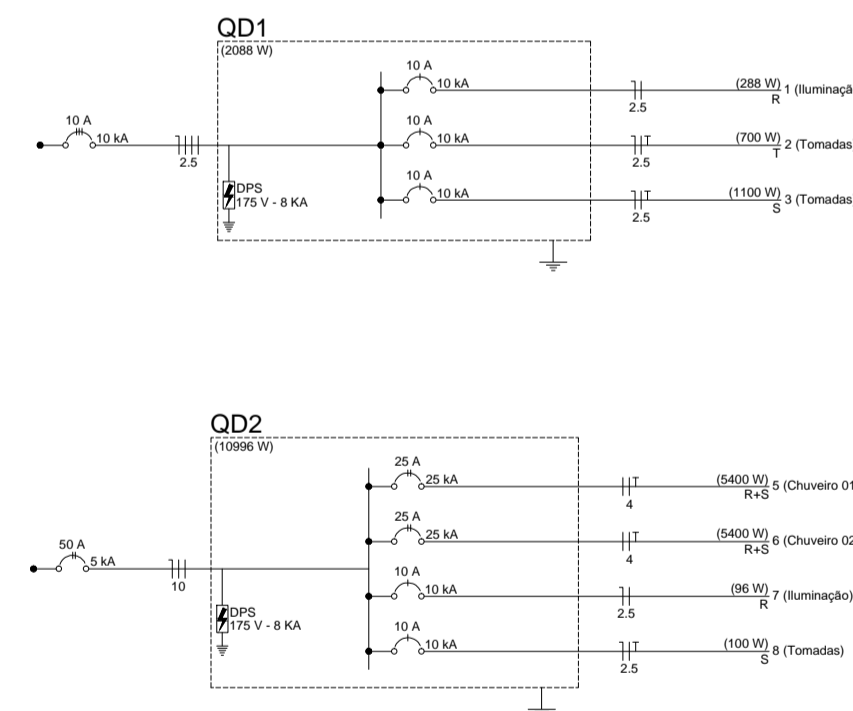 QD1
(2088 W)
10 A
10 kA
2.5
DPS
175 V - 8 KA
10 A
10 kA
2.5
(288 W)
R
1 (Iluminaçã
10 A
10 kA
2.5
(700 W)
T
2 (Tomadas
10 A
10 kA
2.5
(1100 W)
S
3 (Tomadas
QD2
(10996 W)
50 A
5 kA
10
DPS
175 V - 8 KA
25 A
25 kA
4
(5400 W)
R+S
5 (Chuveiro 01
25 A
25 kA
4
(5400 W)
R+S
6 (Chuveiro 02
10 A
10 kA
2.5
(96 W)
R
7 (Iluminação)
10 A
10 kA
2.5
(100 W)
S
8 (Tomadas)